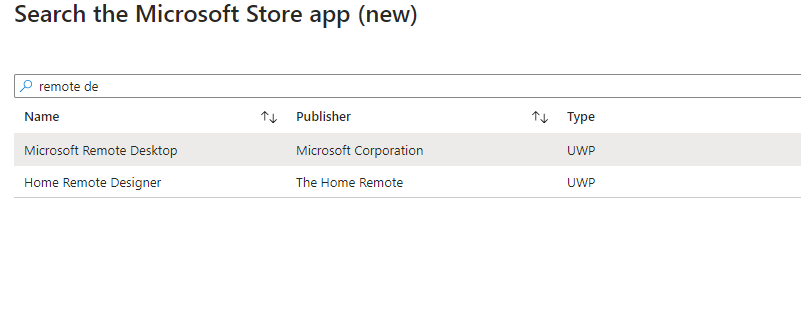 Search the Microsoft Store app (new)
remote de
Name Publisher Type
Microsoft Remote Desktop Microsoft Corporation UWP
Home Remote Designer The Home Remote UWP